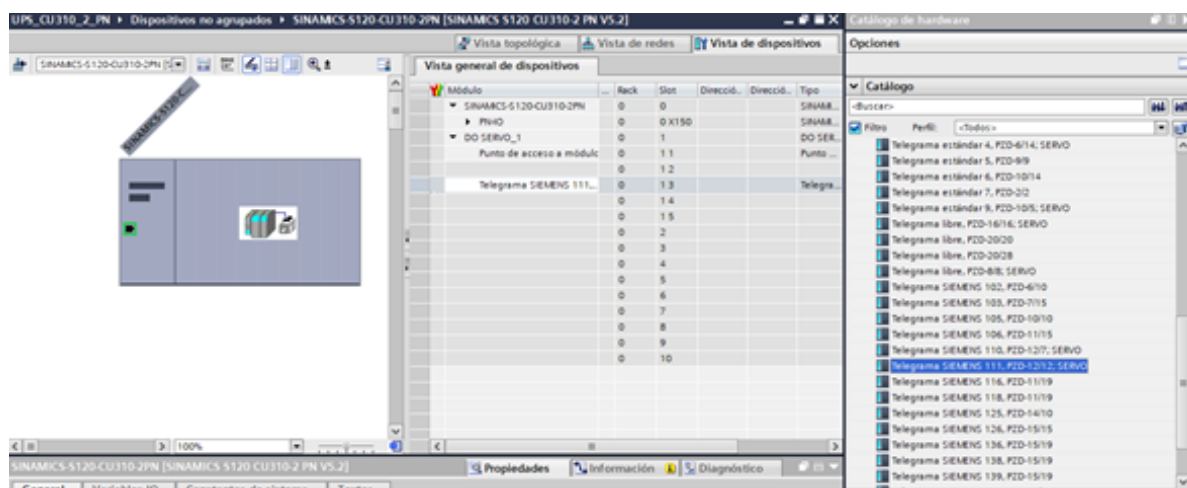 UPS_CU310_2_PN ▸ Dispositivos no agrupados ▸ SINAMICS-S120-CU310-2PN [SINAMICS S120 CU310-2 PN V5.2]
Vista topológica Vista de redes Vista de dispositivos
SINAMICS-S120-CU310-2PN [S
SINAMICS-S120-C...
100%
Vista general de dispositivos
Módulo ... Rack Slot Direcció.. Direcció.. Tipo
SINAMICS-S120-CU310-2PN 0 0 SINAM...
PN-IO 0 0 X150 SINAM...
DO SERVO_1 0 1 DO SER...
Punto de acceso a módulo 0 1 1 Punto ...
0 1 2
Telegrama SIEMENS 111... 0 1 3 Telegra...
0 1 4
0 1 5
0 2
0 3
0 4
0 5
0 6
0 7
0 8
0 9
0 10
SINAMICS-S120-CU310-2PN [SINAMICS S120 CU310-2 PN V5.2]
Propiedades Información Diagnóstico
General Variables IO Constantes de sistema Textos
Catálogo de hardware
Opciones
Catálogo
<Buscar>
Filtro Perfil: <Todos>
Telegrama estándar 4, PZD-6/14; SERVO
Telegrama estándar 5, PZD-9/9
Telegrama estándar 6, PZD-10/14
Telegrama estándar 7, PZD-2/2
Telegrama estándar 9, PZD-10/5; SERVO
Telegrama libre, PZD-16/16; SERVO
Telegrama libre, PZD-20/20
Telegrama libre, PZD-20/28
Telegrama libre, PZD-8/8; SERVO
Telegrama SIEMENS 102, PZD-6/10
Telegrama SIEMENS 103, PZD-7/15
Telegrama SIEMENS 105, PZD-10/10
Telegrama SIEMENS 106, PZD-11/15
Telegrama SIEMENS 110, PZD-12/7; SERVO
Telegrama SIEMENS 111, PZD-12/12; SERVO
Telegrama SIEMENS 116, PZD-11/19
Telegrama SIEMENS 118, PZD-11/19
Telegrama SIEMENS 125, PZD-14/10
Telegrama SIEMENS 126, PZD-15/15
Telegrama SIEMENS 136, PZD-15/19
Telegrama SIEMENS 138, PZD-15/19
Telegrama SIEMENS 139, PZD-15/19